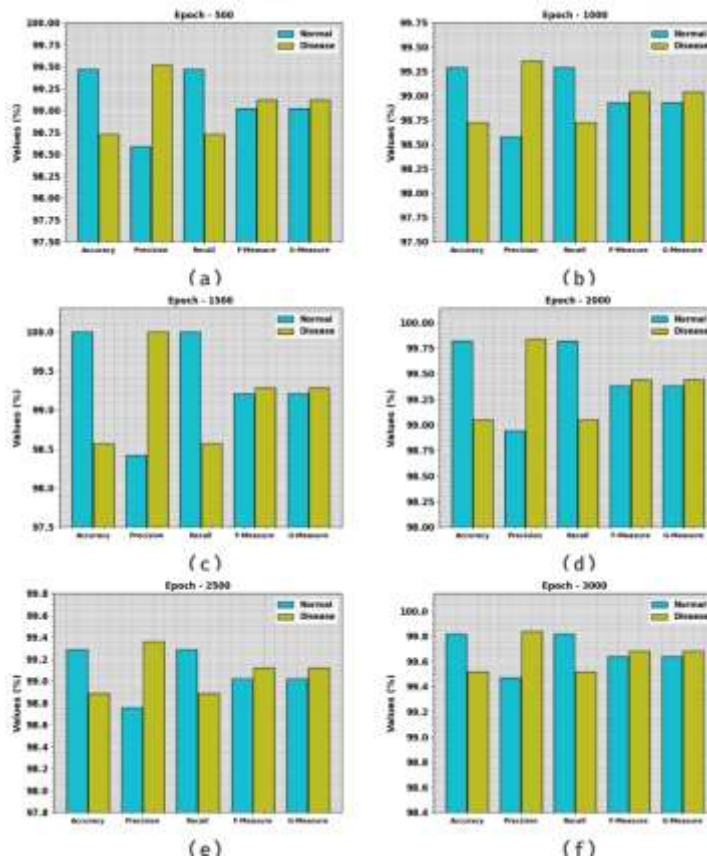 Epoch - 500
Normal
Disease
Values (%)
100.00
99.75
99.50
99.25
99.00
98.75
98.50
98.25
98.00
97.75
97.50
Accuracy Precision Recall F-Measure G-Measure
(a)
Epoch - 1000
Normal
Disease
Values (%)
99.75
99.50
99.25
99.00
98.75
98.50
98.25
98.00
97.75
97.50
Accuracy Precision Recall F-Measure G-Measure
(b)
Epoch - 1500
Normal
Disease
Values (%)
100.0
99.5
99.0
98.5
98.0
97.5
Accuracy Precision Recall F-Measure G-Measure
(c)
Epoch - 2000
Normal
Disease
Values (%)
100.00
99.75
99.50
99.25
99.00
98.75
98.50
98.25
98.00
Accuracy Precision Recall F-Measure G-Measure
(d)
Epoch - 2500
Normal
Disease
Values (%)
99.8
99.6
99.4
99.2
99.0
98.8
98.6
98.4
98.2
98.0
97.8
Accuracy Precision Recall F-Measure G-Measure
(e)
Epoch - 3000
Normal
Disease
Values (%)
100.0
99.8
99.6
99.4
99.2
99.0
98.8
98.6
98.4
Accuracy Precision Recall F-Measure G-Measure
(f)